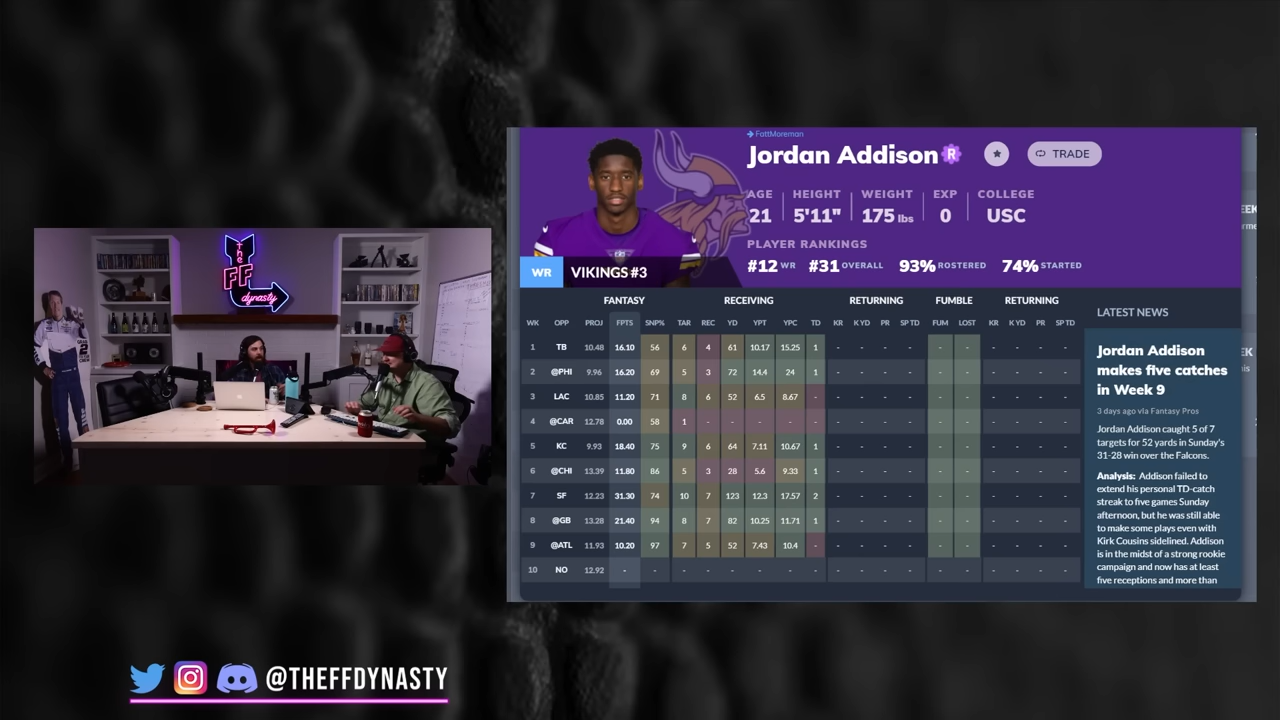 the
FF
dynasty
FattMoreman
Jordan Addison R
TRADE
AGE HEIGHT WEIGHT EXP COLLEGE
21 5'11" 175 lbs 0 USC
PLAYER RANKINGS
#12 WR #31 OVERALL 93% ROSTERED 74% STARTED
WR VIKINGS #3
FANTASY RECEIVING RETURNING FUMBLE RETURNING
WK OPP PROJ FPTS SNP% TAR REC YD YPT YPC TD KR K YD PR SP TD FUM LOST KR K YD PR SP TD
1 TB 10.48 16.10 56 6 4 61 10.17 15.25 1 - - - - - - - - - -
2 @PHI 9.96 16.20 69 5 3 72 14.4 24 1 - - - - - - - - - -
3 LAC 10.85 11.20 71 8 6 52 6.5 8.67 - - - - - - - - - - -
4 @CAR 12.78 0.00 58 1 - - - - - - - - - - - - - - -
5 KC 9.93 18.40 75 9 6 64 7.11 10.67 1 - - - - - - - - - -
6 @CHI 13.39 11.80 86 5 3 28 5.6 9.33 1 - - - - - - - - - -
7 SF 12.23 31.30 74 10 7 123 12.3 17.57 2 - - - - - - - - - -
8 @GB 13.28 21.40 94 8 7 82 10.25 11.71 1 - - - - - - - - - -
9 @ATL 11.93 10.20 97 7 5 52 7.43 10.4 - - - - - - - - - - -
10 NO 12.92 - - - - - - - - - - - - - - - - - -
LATEST NEWS
Jordan Addison
makes five catches
in Week 9
3 days ago via Fantasy Pros
Jordan Addison caught 5 of 7
targets for 52 yards in Sunday's
31-28 win over the Falcons.
Analysis: Addison failed to
extend his personal TD-catch
streak to five games Sunday
afternoon, but he was still able
to make some plays even with
Kirk Cousins sidelined. Addison
is in the midst of a strong rookie
campaign and now has at least
five receptions and more than
@THEFFDYNASTY